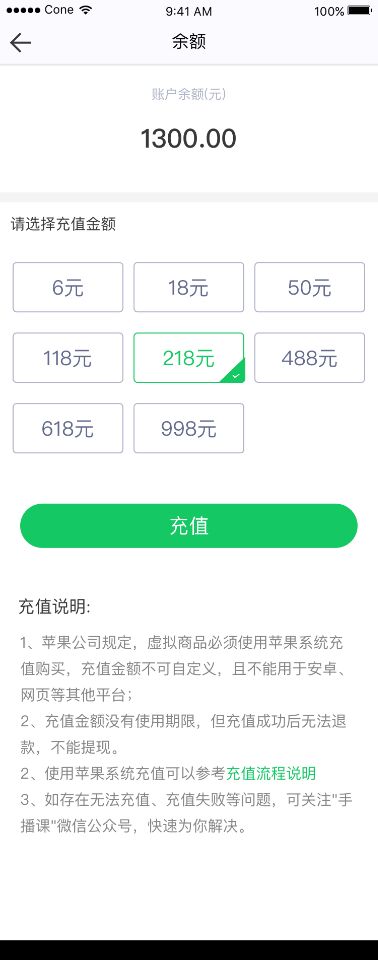 Cone 9:41 AM 100%
余额
账户余额(元)
1300.00
请选择充值金额
6元 18元 50元
118元 218元 488元
618元 998元
充值
充值说明:
1、苹果公司规定，虚拟商品必须使用苹果系统充
值购买，充值金额不可自定义，且不能用于安卓、
网页等其他平台；
2、充值金额没有使用期限，但充值成功后无法退
款，不能提现。
2、使用苹果系统充值可以参考充值流程说明
3、如存在无法充值、充值失败等问题，可关注"手
播课"微信公众号，快速为你解决。